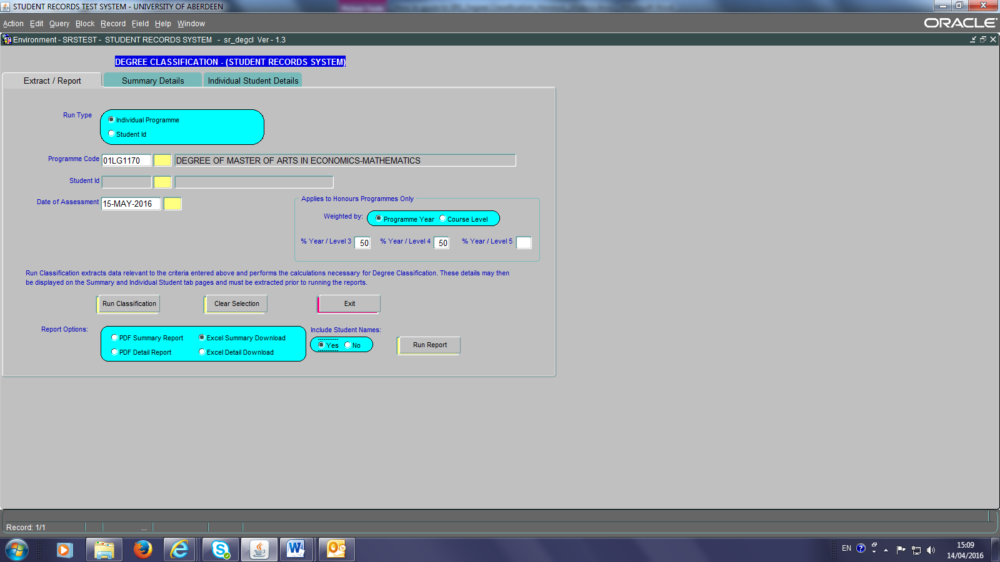 STUDENT RECORDS TEST SYSTEM - UNIVERSITY OF ABERDEEN
Action Edit Query Block Record Field Help Window
ORACLE
Environment - SRSTEST - STUDENT RECORDS SYSTEM - sr_degcl Ver - 1.3
DEGREE CLASSIFICATION - (STUDENT RECORDS SYSTEM)
Extract / Report Summary Details Individual Student Details
Run Type
Individual Programme
Student Id
Programme Code 01LG1170 DEGREE OF MASTER OF ARTS IN ECONOMICS-MATHEMATICS
Student Id
Date of Assessment 15-MAY-2016
Applies to Honours Programmes Only
Weighted by: Programme Year Course Level
% Year / Level 3 50 % Year / Level 4 50 % Year / Level 5
Run Classification extracts data relevant to the criteria entered above and performs the calculations necessary for Degree Classification. These details may then
be displayed on the Summary and Individual Student tab pages and must be extracted prior to running the reports.
Run Classification Clear Selection Exit
Report Options:
PDF Summary Report Excel Summary Download
PDF Detail Report Excel Detail Download
Include Student Names:
Yes No
Run Report
Record: 1/1
...
EN
15:09
14/04/2016